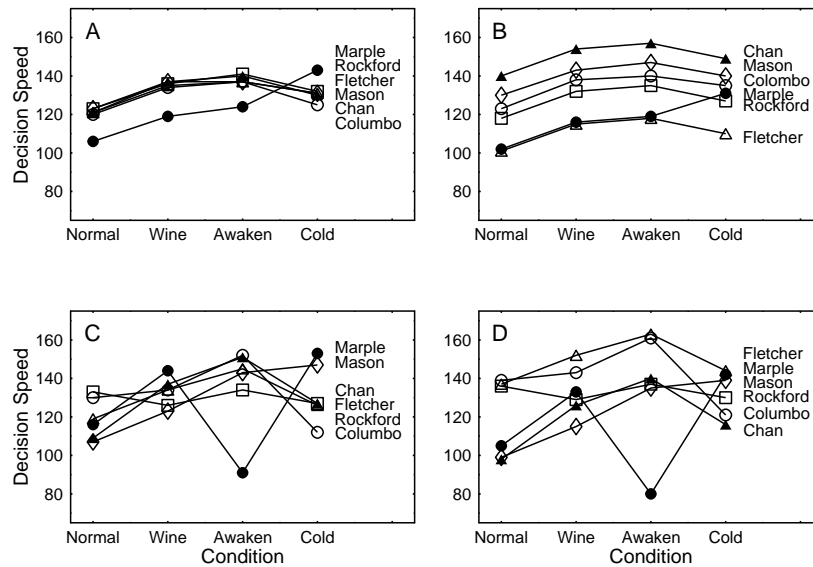 A
Decision Speed
160
140
120
100
80
Normal Wine Awaken Cold
Marple
Rockford
Fletcher
Mason
Chan
Columbo
B
160
140
120
100
80
Normal Wine Awaken Cold
Chan
Mason
Colombo
Marple
Rockford
Fletcher
C
Decision Speed
160
140
120
100
80
Normal Wine Awaken Cold
Condition
Marple
Mason
Chan
Fletcher
Rockford
Columbo
D
160
140
120
100
80
Normal Wine Awaken Cold
Condition
Fletcher
Marple
Mason
Rockford
Columbo
Chan